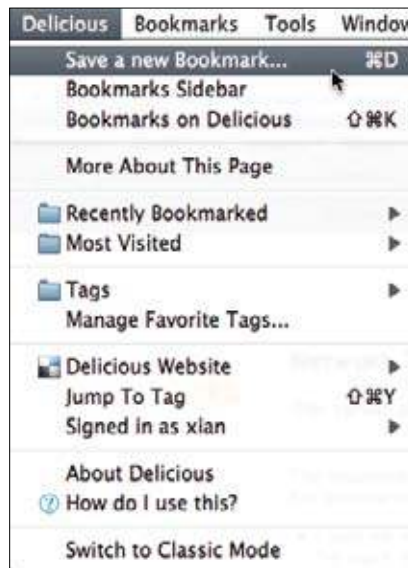 Delicious Bookmarks Tools Window
Save a new Bookmark... ⌘D
Bookmarks Sidebar
Bookmarks on Delicious ⇧⌘K
More About This Page
Recently Bookmarked
Most Visited
Tags
Manage Favorite Tags...
Delicious Website
Jump To Tag ⇧⌘Y
Signed in as xian
About Delicious
? How do I use this?
Switch to Classic Mode